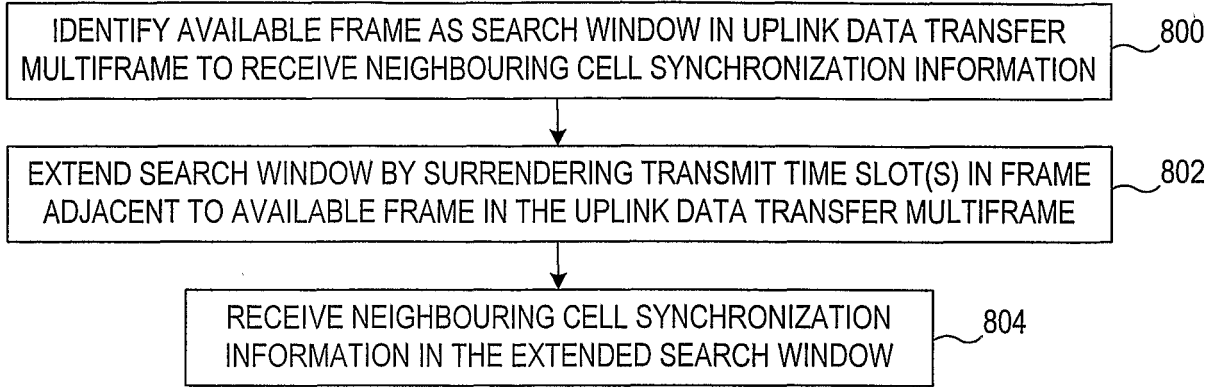 IDENTIFY AVAILABLE FRAME AS SEARCH WINDOW IN UPLINK DATA TRANSFER
MULTIFRAME TO RECEIVE NEIGHBOURING CELL SYNCHRONIZATION INFORMATION
800
EXTEND SEARCH WINDOW BY SURRENDERING TRANSMIT TIME SLOT(S) IN FRAME
ADJACENT TO AVAILABLE FRAME IN THE UPLINK DATA TRANSFER MULTIFRAME
802
RECEIVE NEIGHBOURING CELL SYNCHRONIZATION
INFORMATION IN THE EXTENDED SEARCH WINDOW
804